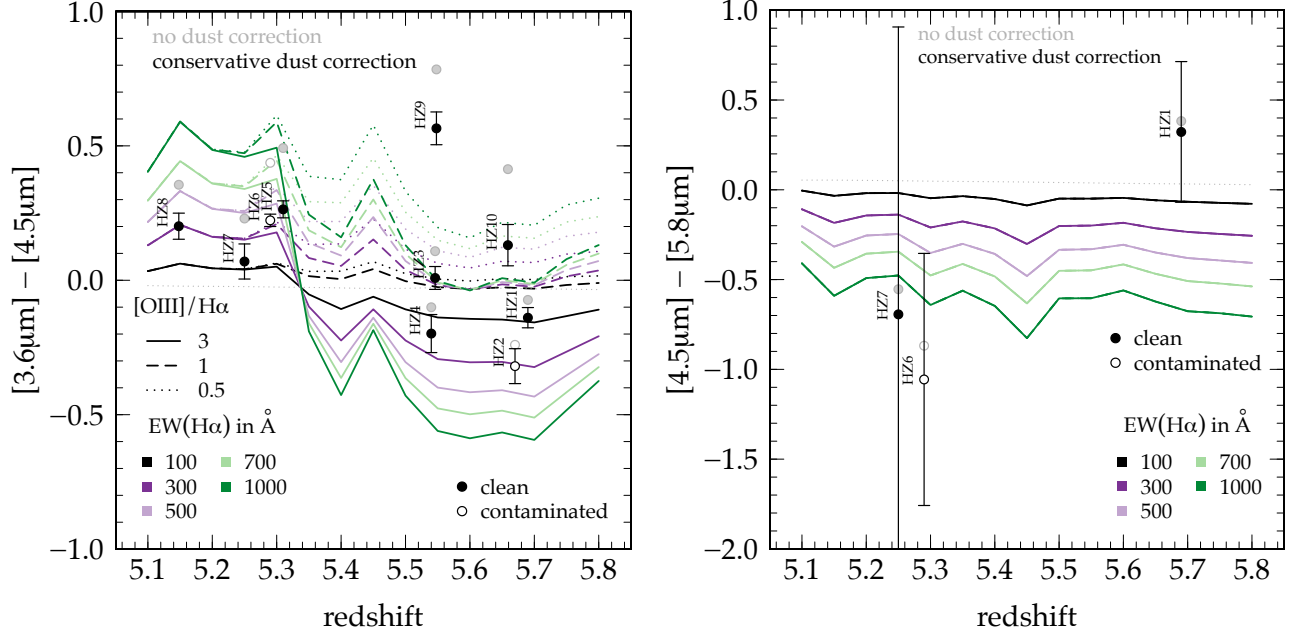 no dust correction
conservative dust correction
[3.6μm] − [4.5μm]
1.0
0.5
0.0
−0.5
−1.0
HZ8
HZ7
HZ6
HZ5
HZ9
HZ3
HZ4
HZ10
HZ1
HZ2
[OIII]/Hα
3
1
0.5
EW(Hα) in Å
100
300
500
700
1000
clean
contaminated
5.1 5.2 5.3 5.4 5.5 5.6 5.7 5.8
redshift
no dust correction
conservative dust correction
[4.5μm] − [5.8μm]
1.0
0.5
0.0
−0.5
−1.0
−1.5
−2.0
HZ1
HZ7
HZ6
clean
contaminated
EW(Hα) in Å
100
300
500
700
1000
5.1 5.2 5.3 5.4 5.5 5.6 5.7 5.8
redshift